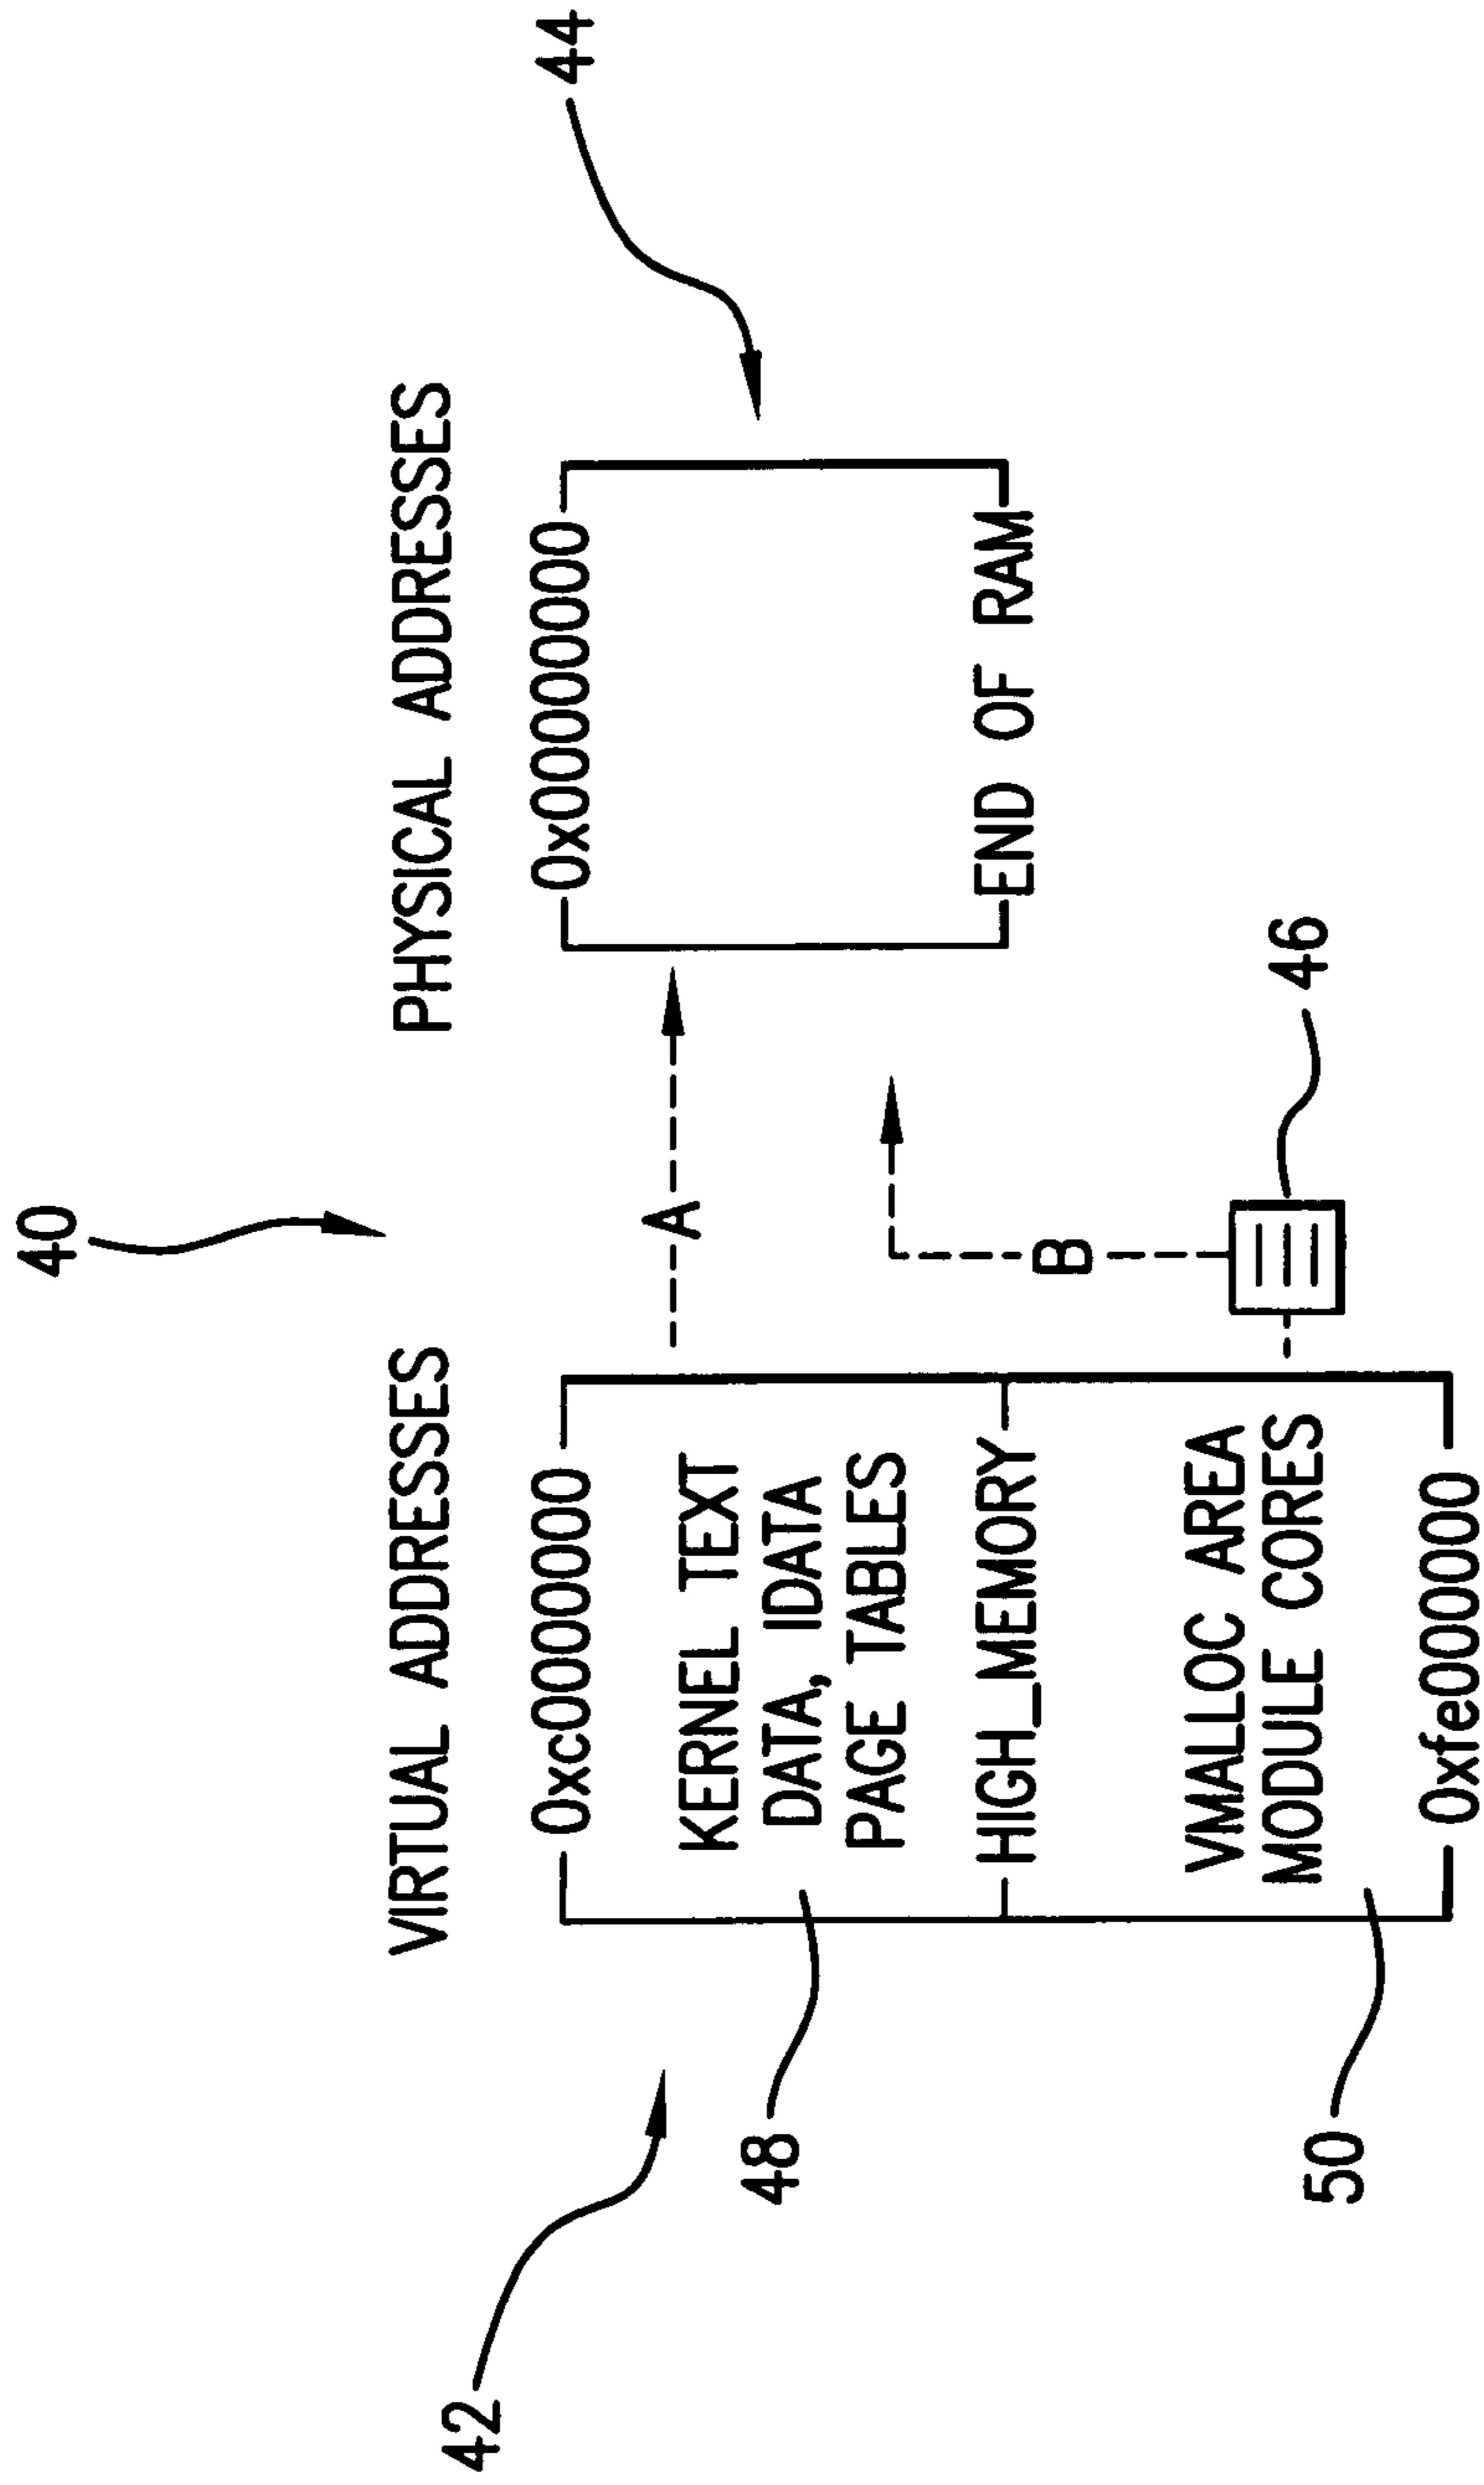 40
VIRTUAL ADDRESSES
PHYSICAL ADDRESSES
42
44
0xc0000000
0x00000000
KERNEL TEXT
DATA, IDATA
PAGE TABLES
A
48
HIGH_MEMORY
END OF RAM
B
VMALLOC AREA
MODULE CORES
46
50
0xfe000000